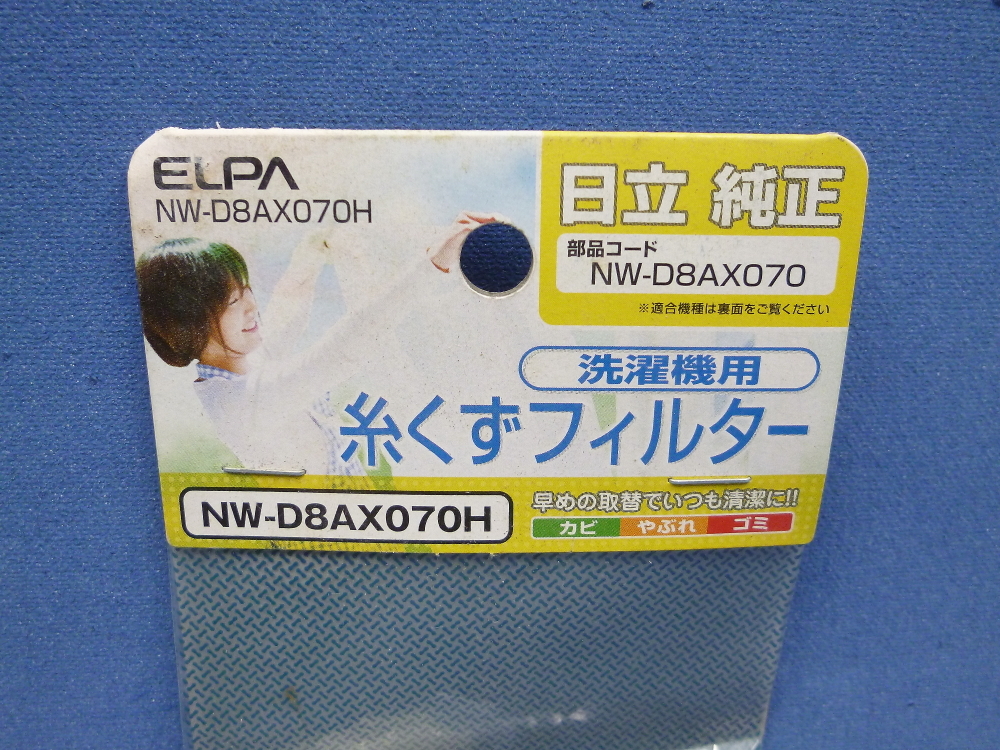 ELPA
NW-D8AX070H
日立 純正
部品コード
NW-D8AX070
※適合機種は裏面をご覧ください
洗濯機用
糸くずフィルター
NW-D8AX070H
早めの取替でいつも清潔に!!
カビ やぶれ ゴミ